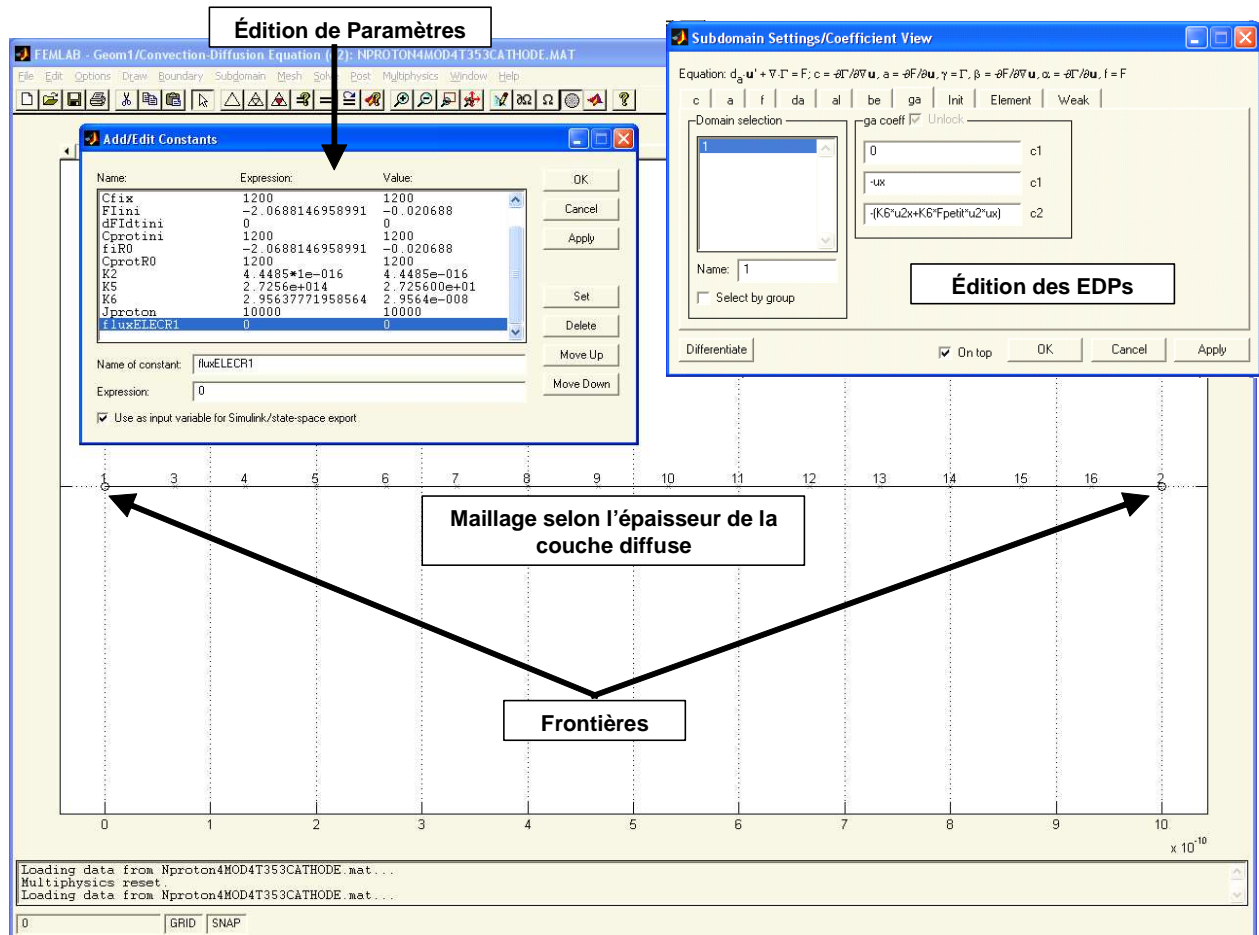 Édition de Paramètres
FEMLAB - Geom1/Convection-Diffusion Equation (c2): NPROTON4MOD4T353CATHODE.MAT
File Edit Options Draw Boundary Subdomain Mesh Solve Post Multiphysics Window Help
Add/Edit Constants
Name: Expression: Value:
Cfix 1200 1200
FIini -2.0688146958991 -0.020688
dFIdtini 0 0
Cprotini 1200 1200
fiR0 -2.0688146958991 -0.020688
CprotR0 1200 1200
K2 4.4485*1e-016 4.4485e-016
K5 2.7256e+014 2.725600e+01
K6 2.95637771958564 2.9564e-008
Jproton 10000 10000
fluxELECR1 0 0
OK
Cancel
Apply
Set
Delete
Move Up
Move Down
Name of constant: fluxELECR1
Expression: 0
Use as input variable for Simulink/state-space export
Subdomain Settings/Coefficient View
Equation: dₐ u' + ∇·Γ = F; c = -∂Γ/∂∇u, a = -∂F/∂u, γ = Γ, β = -∂F/∂∇u, α = -∂Γ/∂u, f = F
c a f da al be ga Init Element Weak
Domain selection
1
Name: 1
Select by group
ga coeff Unlock
0 c1
-ux c1
-(K6*u2x+K6*Fpetit*u2*ux) c2
Édition des EDPs
Differentiate On top OK Cancel Apply
1 3 4 5 6 7 8 9 10 11 12 13 14 15 16 2
Maillage selon l'épaisseur de la
couche diffuse
Frontières
0 1 2 3 4 5 6 7 8 9 10
x 10⁻¹⁰
Loading data from Nproton4MOD4T353CATHODE.mat...
Multiphysics reset.
Loading data from Nproton4MOD4T353CATHODE.mat...
0 GRID SNAP